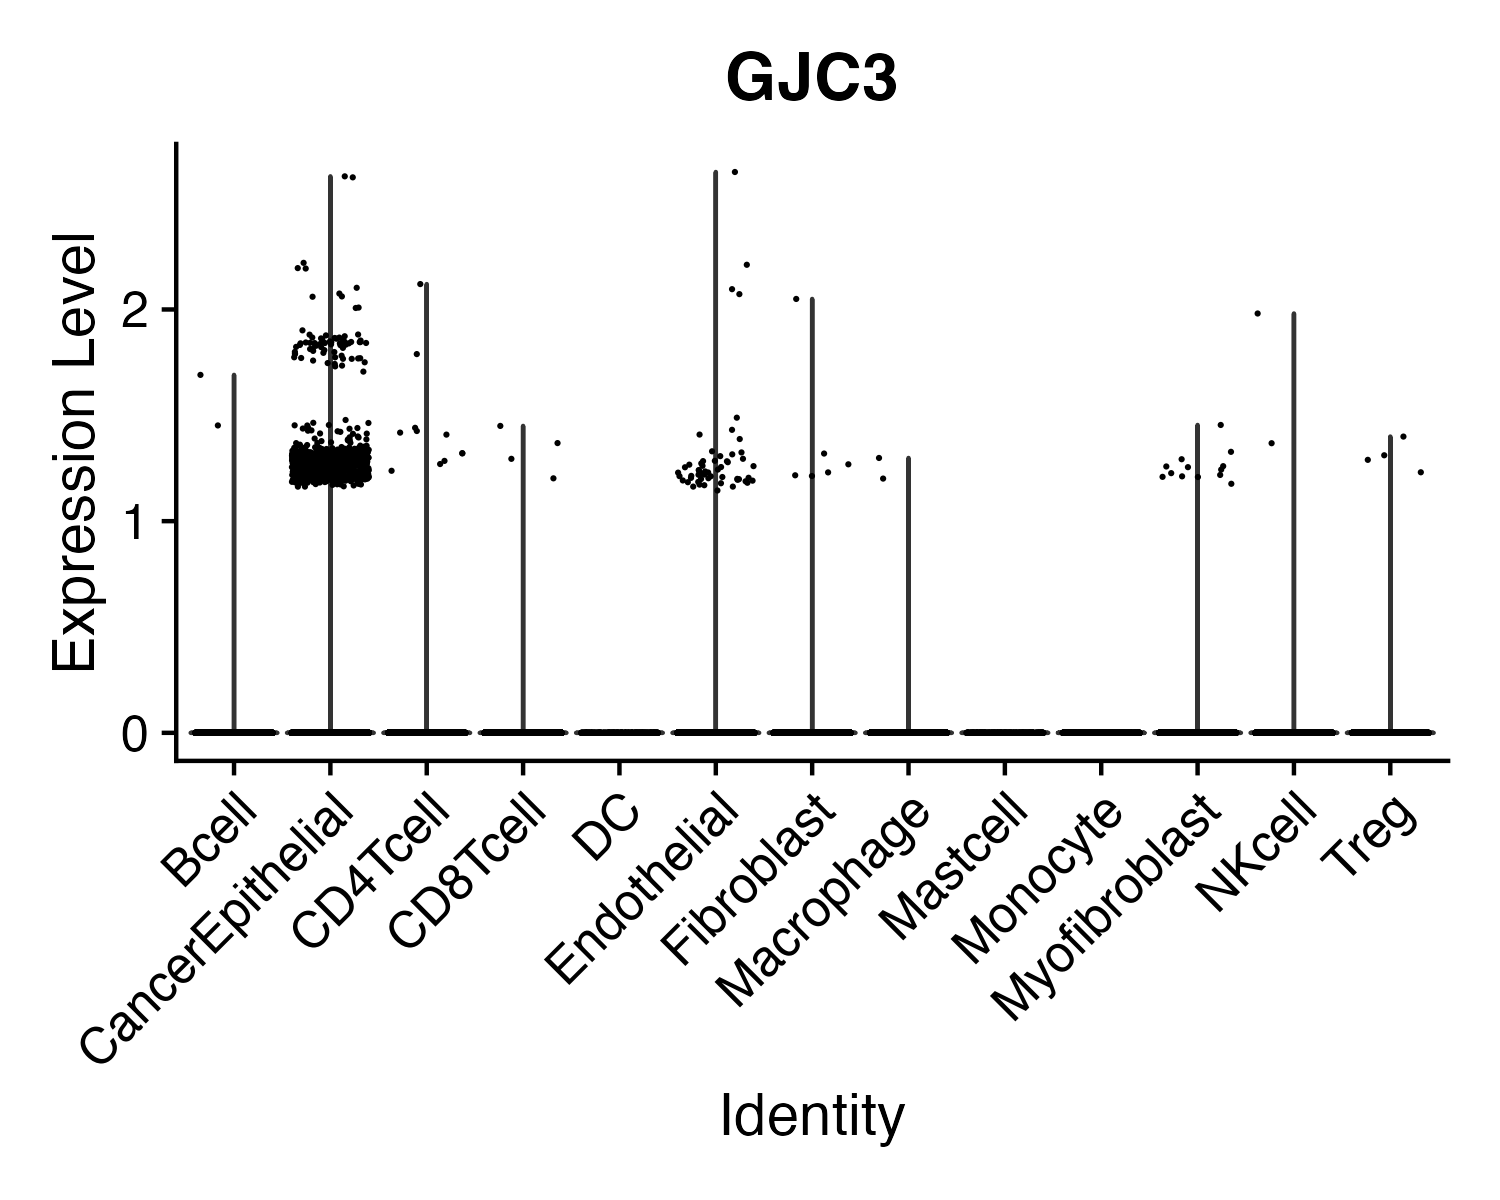 GJC3
Expression Level
2
1
0
Bcell
CancerEpithelial
CD4Tcell
CD8Tcell
DC
Endothelial
Fibroblast
Macrophage
Mastcell
Monocyte
Myofibroblast
NKcell
Treg
Identity